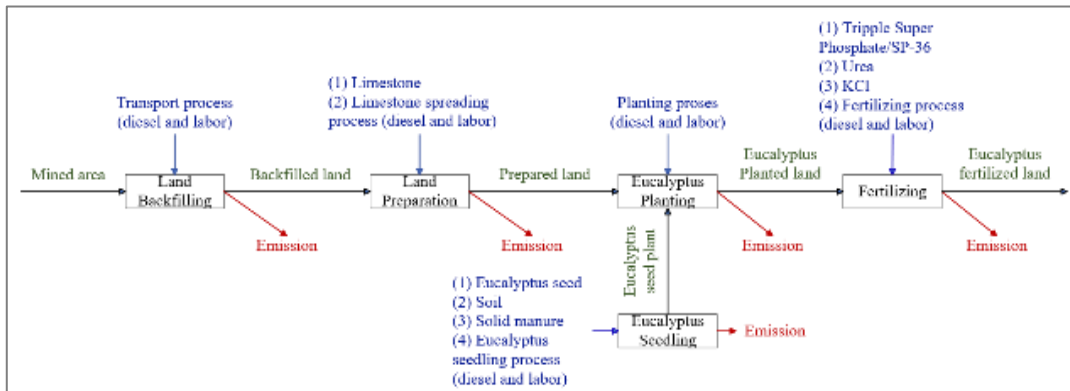 (1) Tripple Super
Phosphate/SP-36
(2) Urea
(3) KCl
(4) Fertilizing process
(diesel and labor)
(1) Limestone
(2) Limestone spreading
process (diesel and labor)
Transport process
(diesel and labor)
Planting proses
(diesel and labor)
Mined area
Land
Backfilling
Backfilled land
Land
Preparation
Prepared land
Eucalyptus
Planting
Eucalyptus
Planted land
Fertilizing
Eucalyptus
fertilized land
Emission
Emission
Emission
Emission
Eucalyptus
seed plant
(1) Eucalyptus seed
(2) Soil
(3) Solid manure
(4) Eucalyptus
seedling process
(diesel and labor)
Eucalyptus
Seedling
Emission